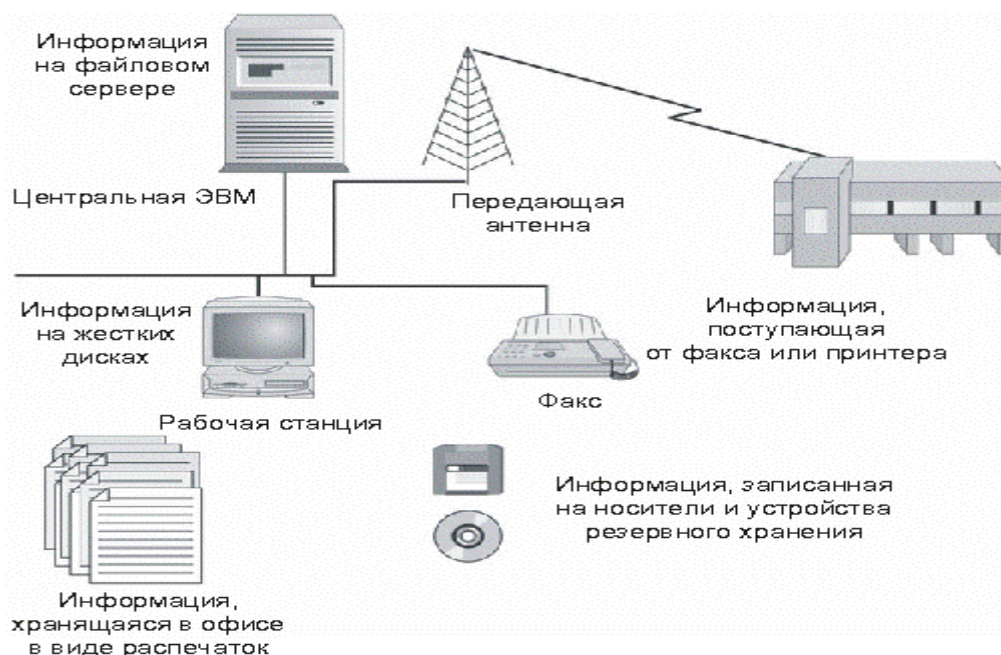 Информация
на файловом
сервере
Центральная ЭВМ
Передающая
антенна
Информация
на жестких
дисках
Рабочая станция
Факс
Информация,
поступающая
от факса или принтера
Информация, записанная
на носители и устройства
резервного хранения
Информация,
хранящаяся в офисе
в виде распечаток